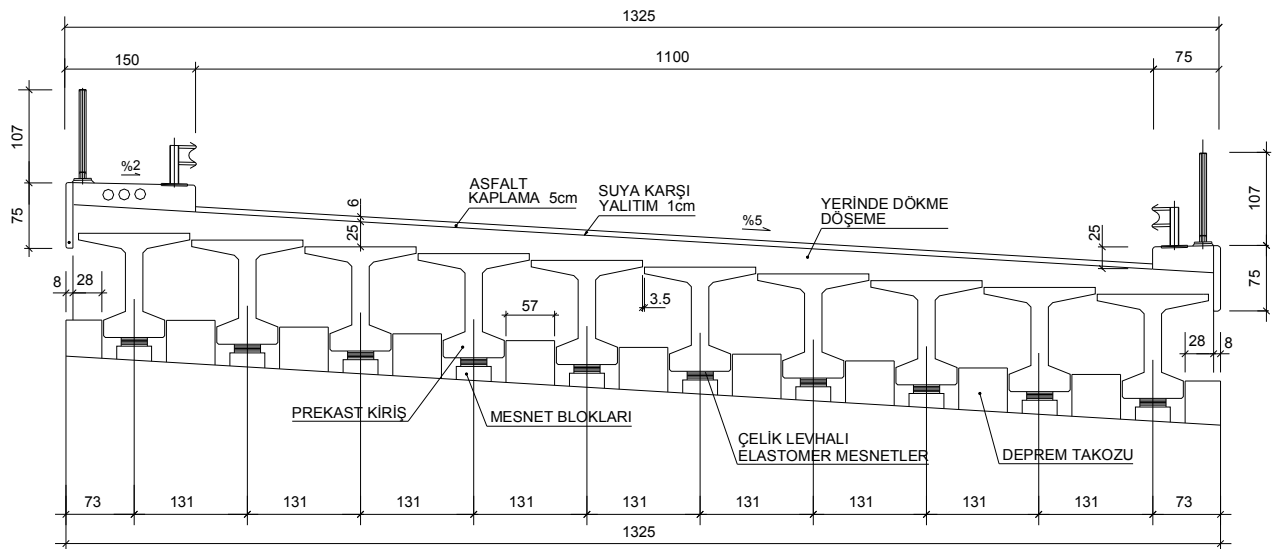 1325
150
1100
75
107
75
%2
ASFALT
KAPLAMA 5cm
SUYA KARŞI
YALITIM 1cm
YERİNDE DÖKME
DÖŞEME
%5
6
25
25
107
75
8
28
57
3.5
28
8
PREKAST KİRİŞ
MESNET BLOKLARI
ÇELİK LEVHALI
ELASTOMER MESNETLER
DEPREM TAKOZU
73
131
131
131
131
131
131
131
131
131
73
1325